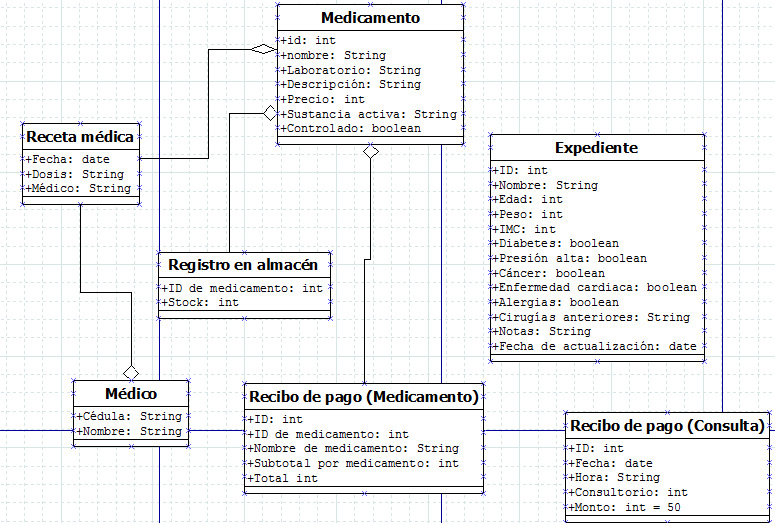 Medicamento
+id: int
+nombre: String
+Laboratorio: String
+Descripción: String
+Precio: int
+Sustancia activa: String
+Controlado: boolean
Receta médica
+Fecha: date
+Dosis: String
+Médico: String
Expediente
+ID: int
+Nombre: String
+Edad: int
+Peso: int
+IMC: int
+Diabetes: boolean
+Presión alta: boolean
+Cáncer: boolean
+Enfermedad cardiaca: boolean
+Alergias: boolean
+Cirugías anteriores: String
+Notas: String
+Fecha de actualización: date
Registro en almacén
+ID de medicamento: int
+Stock: int
Médico
+Cédula: String
+Nombre: String
Recibo de pago (Medicamento)
+ID: int
+ID de medicamento: int
+Nombre de medicamento: String
+Subtotal por medicamento: int
+Total int
Recibo de pago (Consulta)
+ID: int
+Fecha: date
+Hora: String
+Consultorio: int
+Monto: int = 50